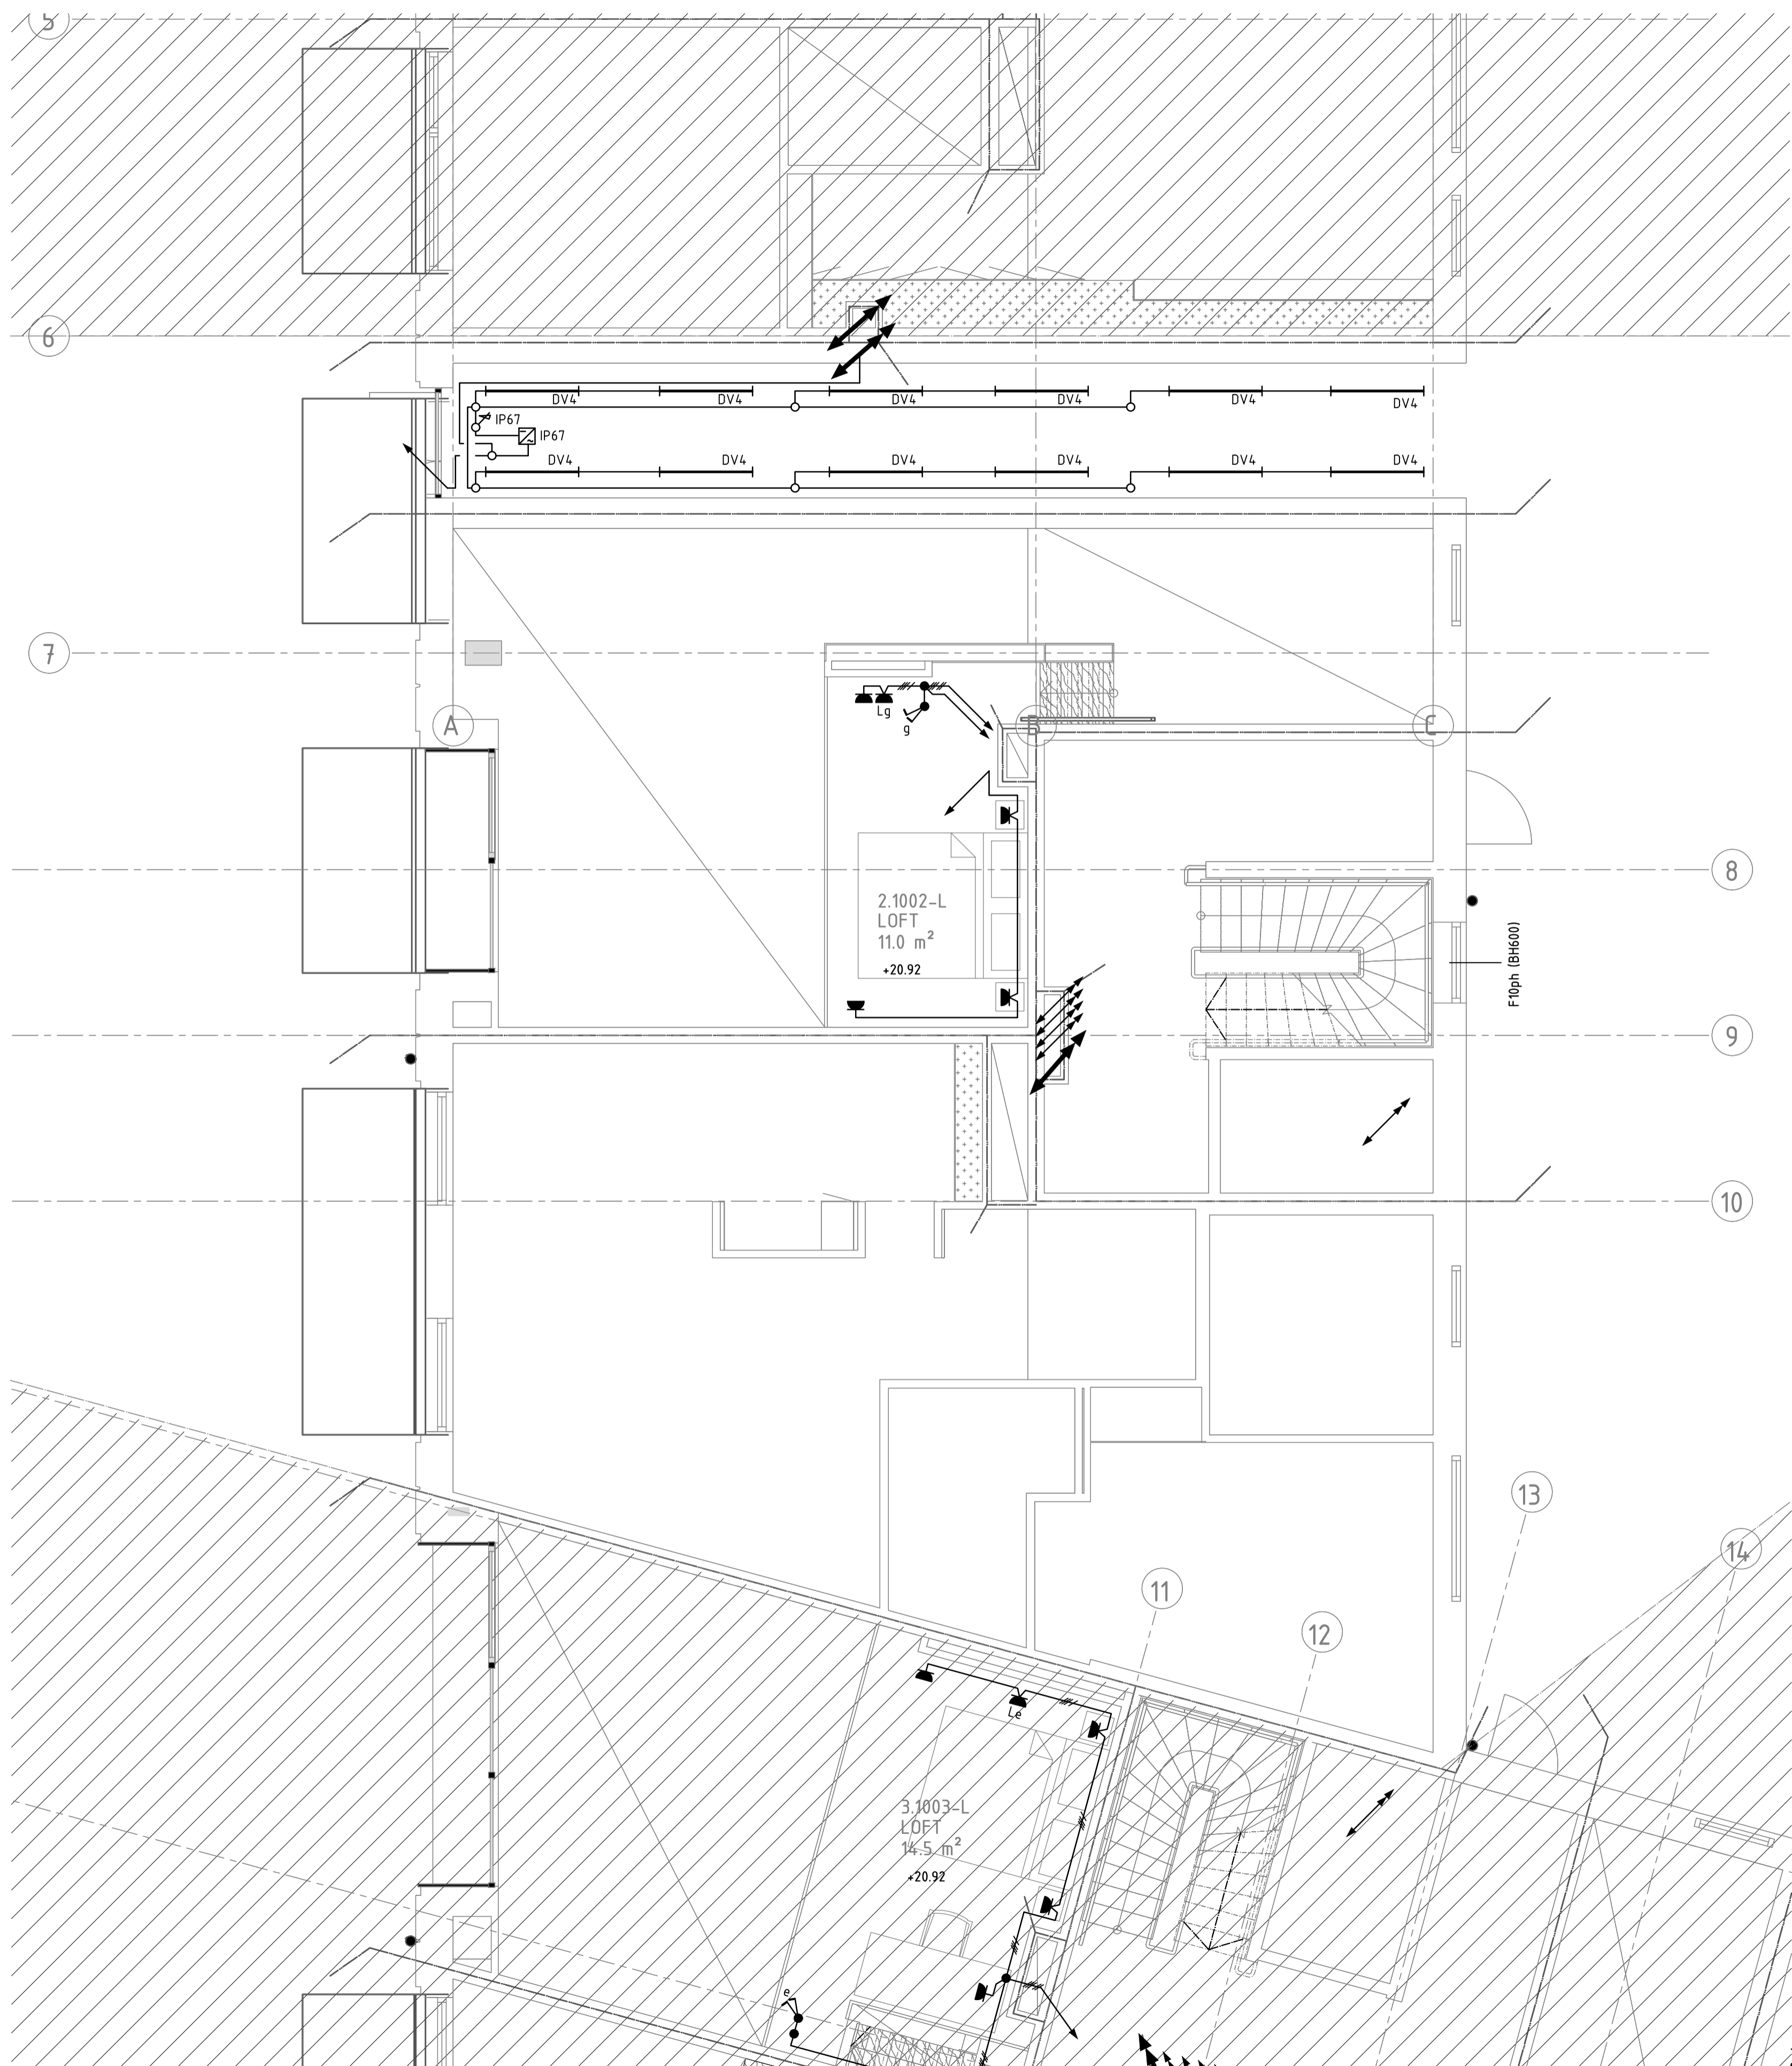 5
6
DV4 DV4 DV4 DV4 DV4 DV4
IP67
IP67
DV4 DV4 DV4 DV4 DV4 DV4
7
Lg
g
A
B
C
8
2.1002-L
LOFT
11.0 m²
+20.92
F10ph (BH600)
9
10
13
14
11
12
Le
3.1003-L
LOFT
14.5 m²
+20.92
e